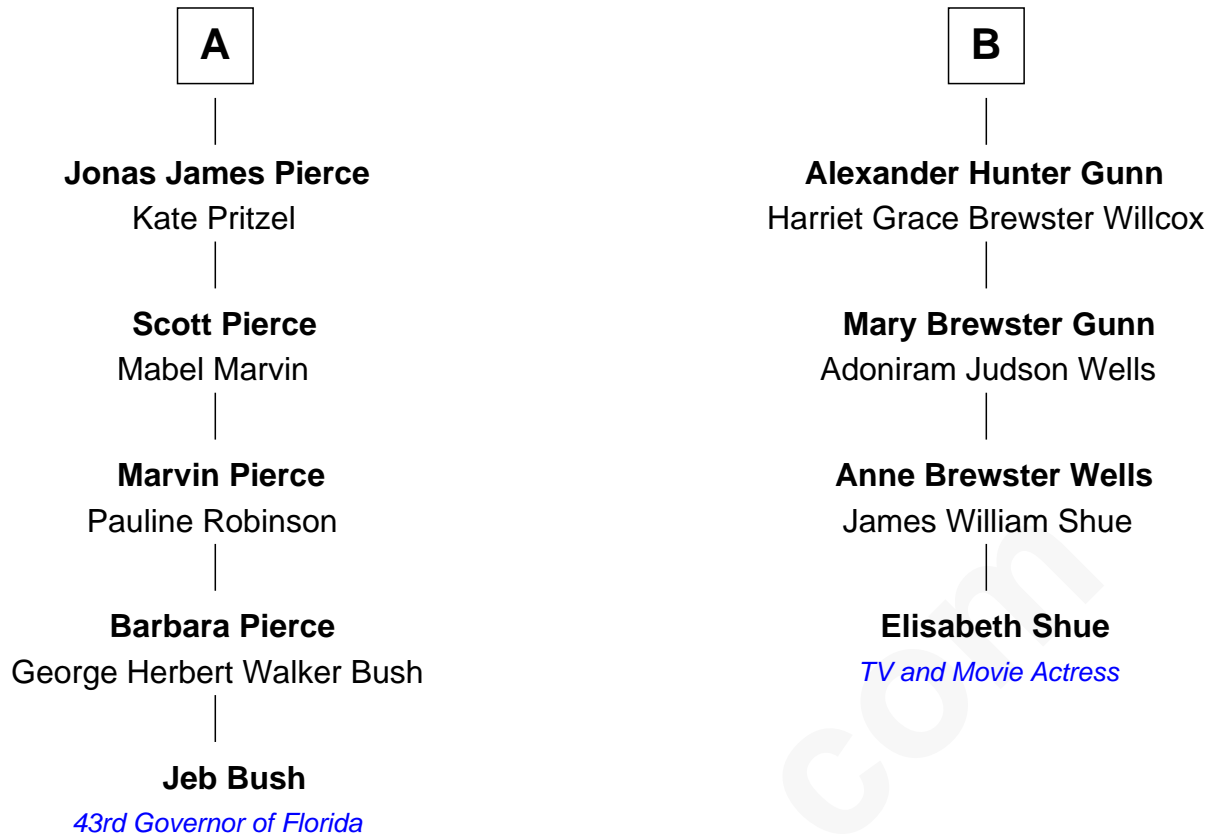 A
Jonas James Pierce
Kate Pritzel
Scott Pierce
Mabel Marvin
Marvin Pierce
Pauline Robinson
Barbara Pierce
George Herbert Walker Bush
Jeb Bush
43rd Governor of Florida
B
Alexander Hunter Gunn
Harriet Grace Brewster Willcox
Mary Brewster Gunn
Adoniram Judson Wells
Anne Brewster Wells
James William Shue
Elisabeth Shue
TV and Movie Actress
com